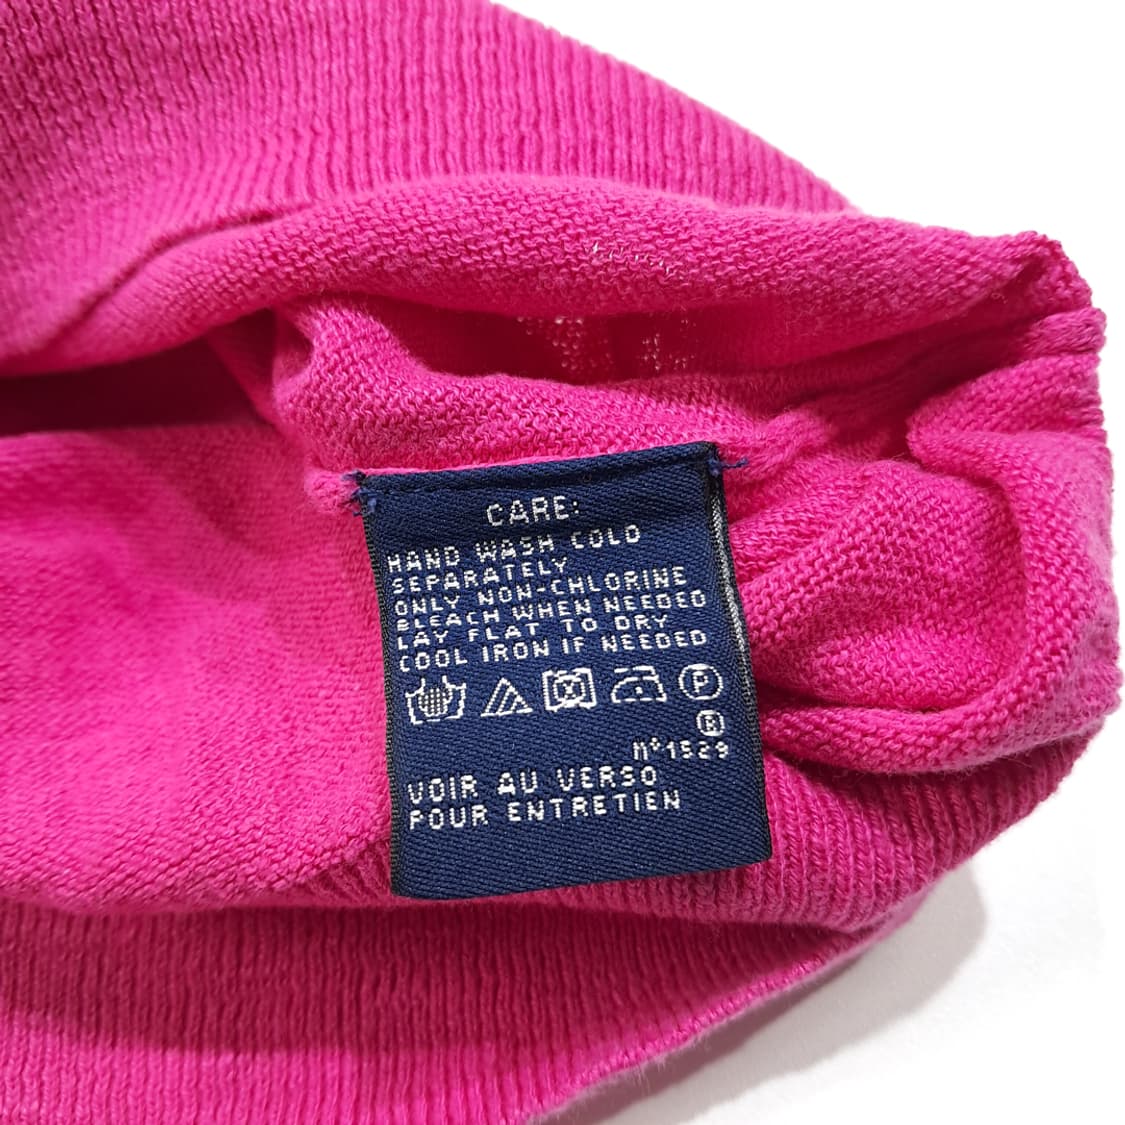 CARE:
HAND WASH COLD
SEPARATELY
ONLY NON-CHLORINE
BLEACH WHEN NEEDED
LAY FLAT TO DRY
COOL IRON IF NEEDED
P
R
n° 1529
VOIR AU VERSO
POUR ENTRETIEN